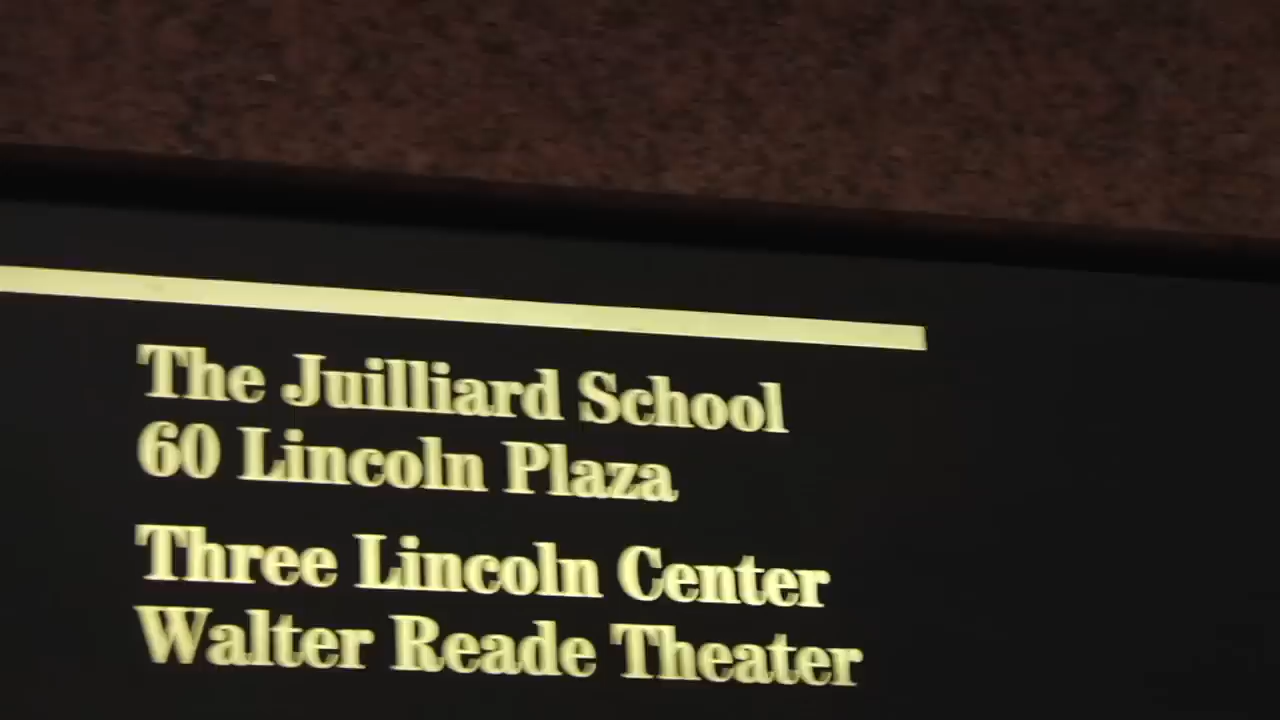 The Juilliard School
60 Lincoln Plaza
Three Lincoln Center
Walter Reade Theater